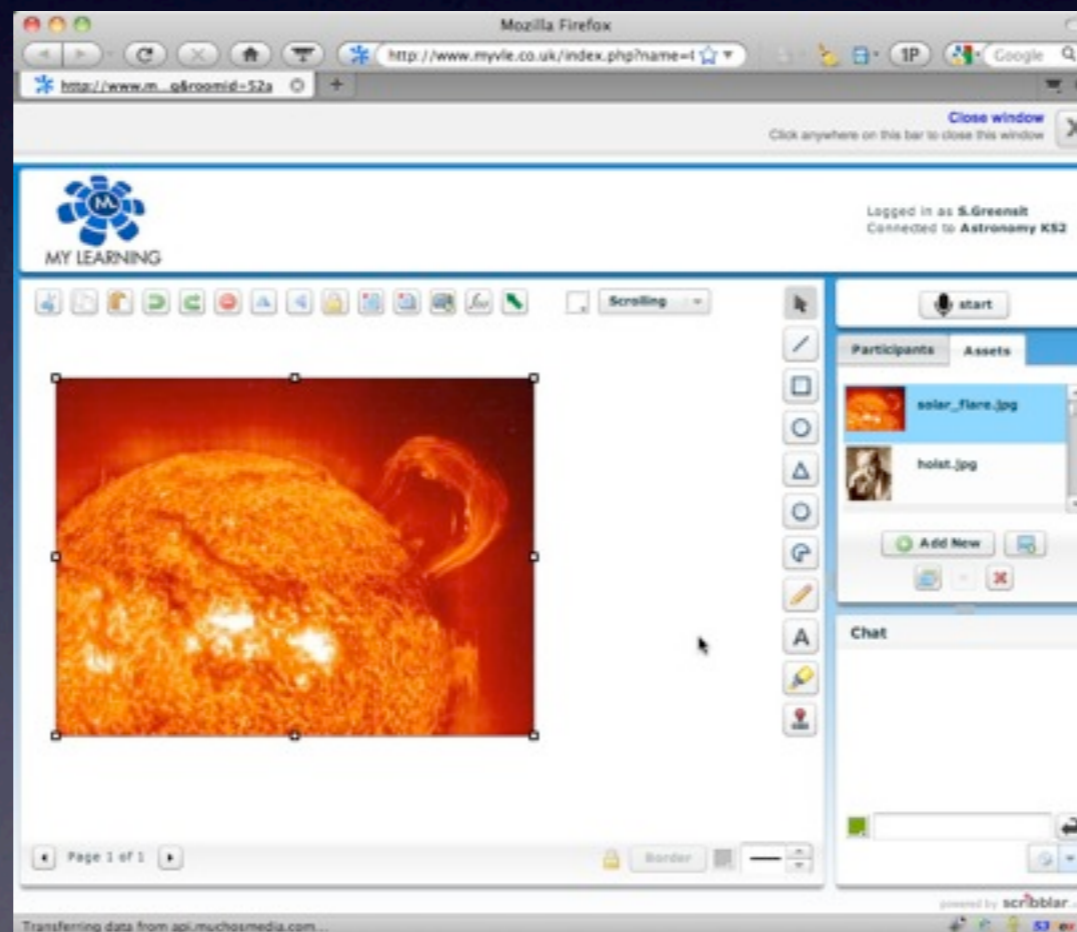 Mozilla Firefox
http://www.myvle.co.uk/index.php?name=
1P
Google
http://www.m...g&roomid=52a
Close window
Click anywhere on this bar to close this window
MY LEARNING
Logged in as S.Greensit
Connected to Astronomy KS2
Scrolling
start
Participants Assets
solar_flare.jpg
holst.jpg
Add New
A
Chat
Page 1 of 1
Border
powered by scribblar
Transferring data from api.muchosmedia.com...
S3